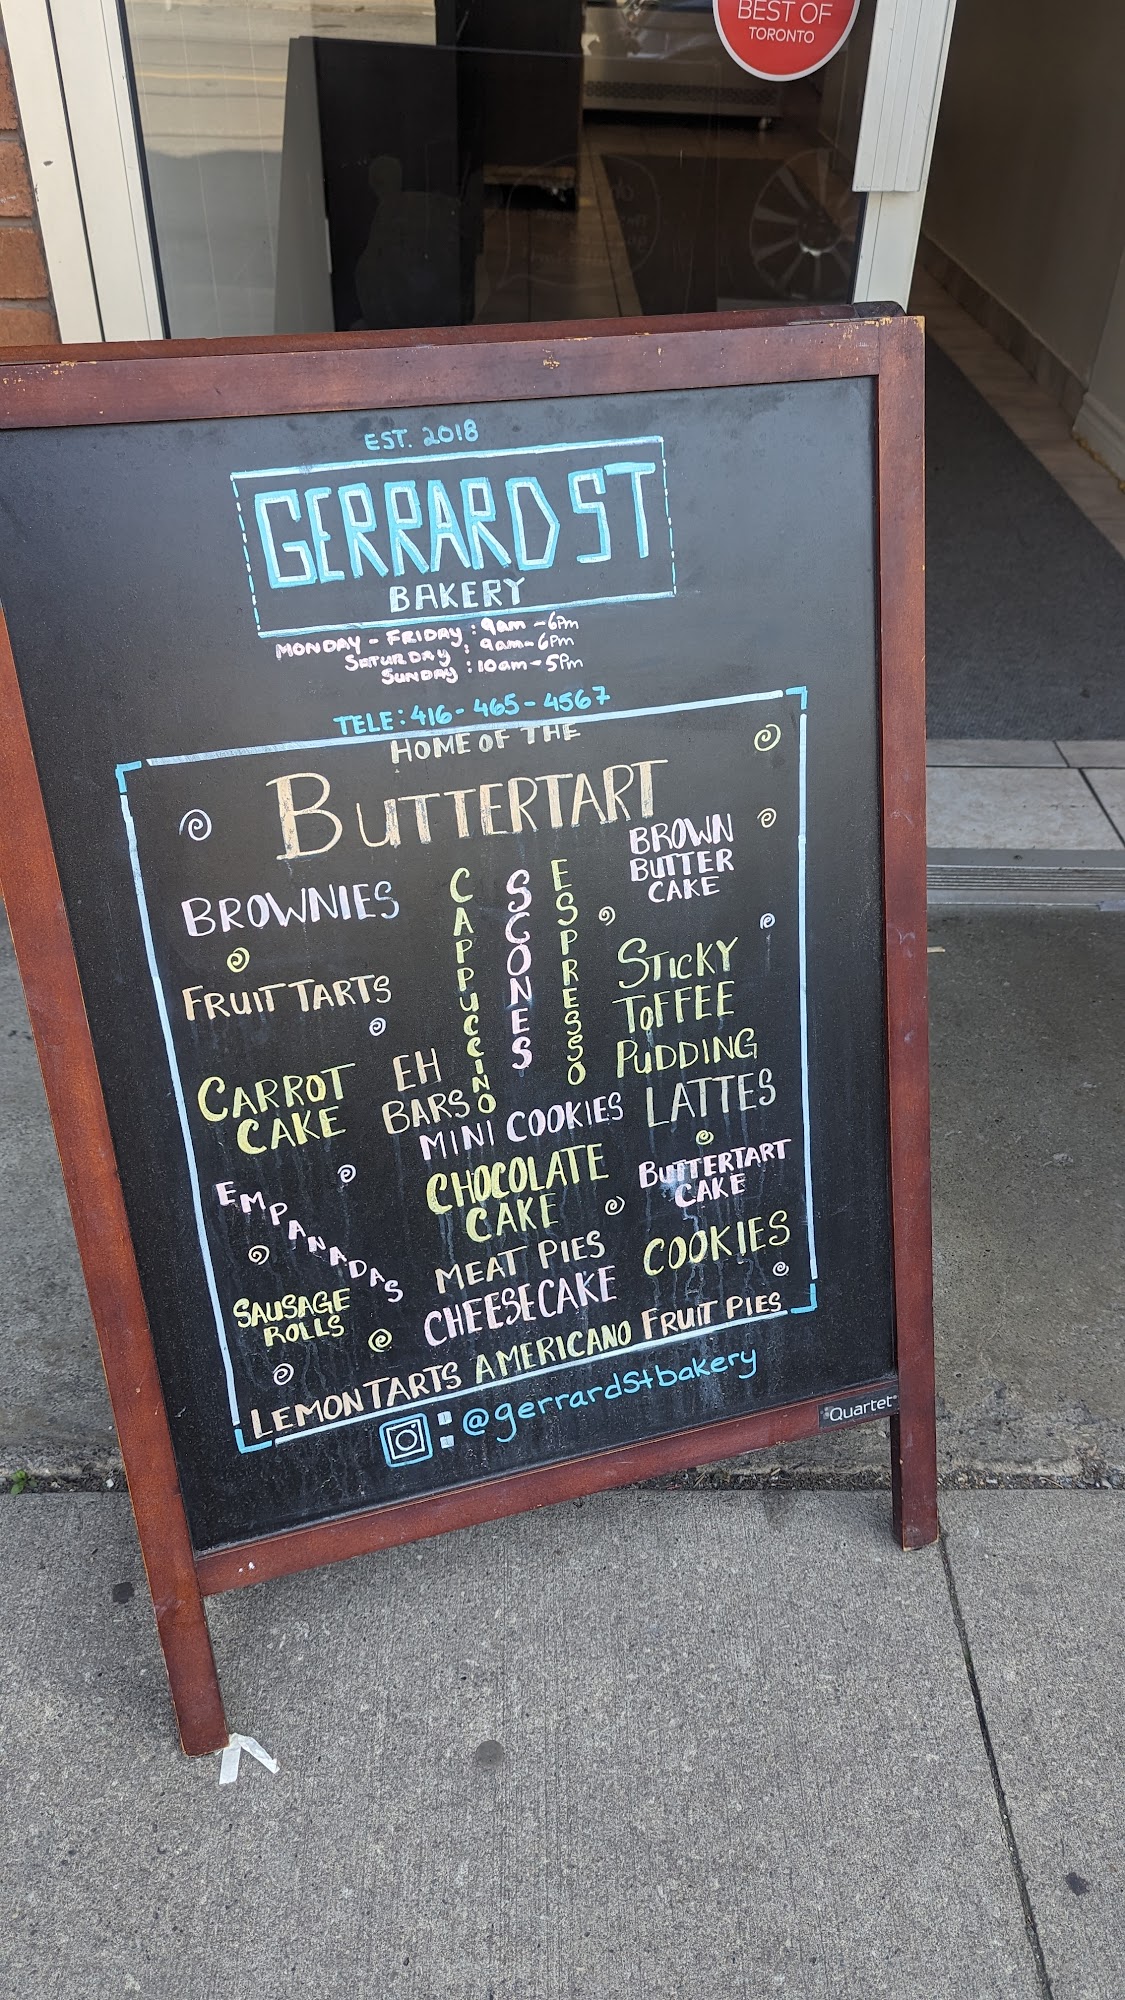 BEST OF
TORONTO
EST. 2018
GERRARD ST
BAKERY
MONDAY - FRIDAY : 9am - 6pm
SATURDAY : 9am - 6pm
SUNDAY : 10am - 5pm
TELE: 416-465-4567
HOME OF THE
BUTTERTART
BROWNIES
FRUIT TARTS
CARROT
CAKE
EH
BARS
CAPPUCCINO
SCONES
ESPRESSO
BROWN
BUTTER
CAKE
STICKY
TOFFEE
PUDDING
LATTES
MINI COOKIES
CHOCOLATE
CAKE
BUTTERTART
CAKE
EMPANADAS
MEAT PIES
COOKIES
SAUSAGE
ROLLS
CHEESECAKE
LEMON TARTS AMERICANO FRUIT PIES
: @gerrardstbakery
Quartet